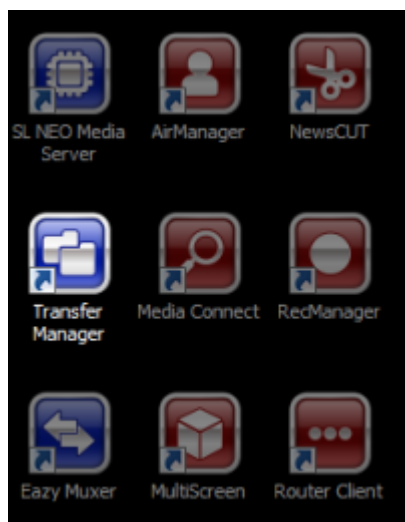 SL NEO Media
Server
AirManager
NewsCUT
Transfer
Manager
Media Connect
RecManager
Eazy Muxer
MultiScreen
Router Client